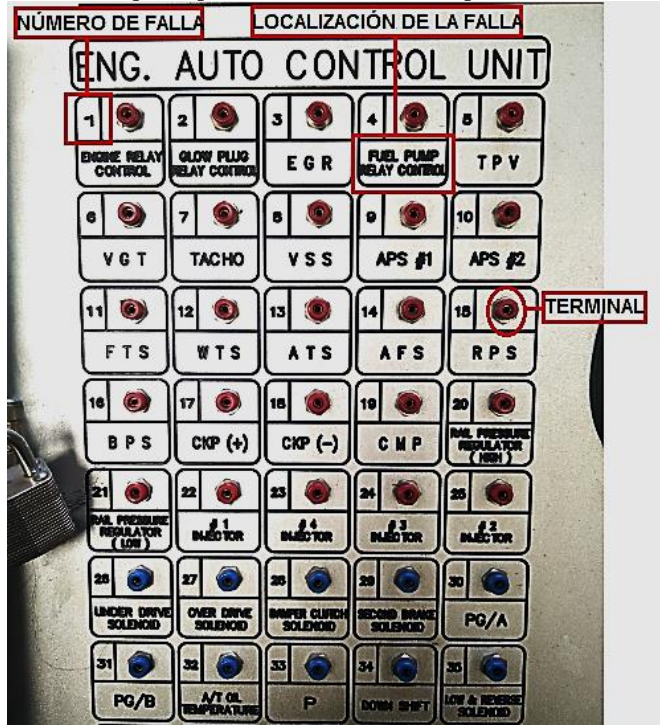 NÚMERO DE FALLA
LOCALIZACIÓN DE LA FALLA
ENG. AUTO CONTROL UNIT
1
ENGINE RELAY
CONTROL
2
GLOW PLUG
RELAY CONTROL
3
EGR
4
FUEL PUMP
RELAY CONTROL
5
TPV
6
VGT
7
TACHO
8
VSS
9
APS #1
10
APS #2
11
FTS
12
WTS
13
ATS
14
AFS
15
RPS
TERMINAL
16
BPS
17
CKP (+)
18
CKP (-)
19
CMP
20
RAIL PRESSURE
REGULATOR
(HIGH)
21
RAIL PRESSURE
REGULATOR
(LOW)
22
#1
INJECTOR
23
#4
INJECTOR
24
#3
INJECTOR
25
#2
INJECTOR
26
UNDER DRIVE
SOLENOID
27
OVER DRIVE
SOLENOID
28
DAMPER CLUTCH
SOLENOID
29
SECOND BRAKE
SOLENOID
30
PG/A
31
PG/B
32
A/T OIL
TEMPERATURE
33
P
34
DOWN SHIFT
35
LOW & REVERSE
SOLENOID